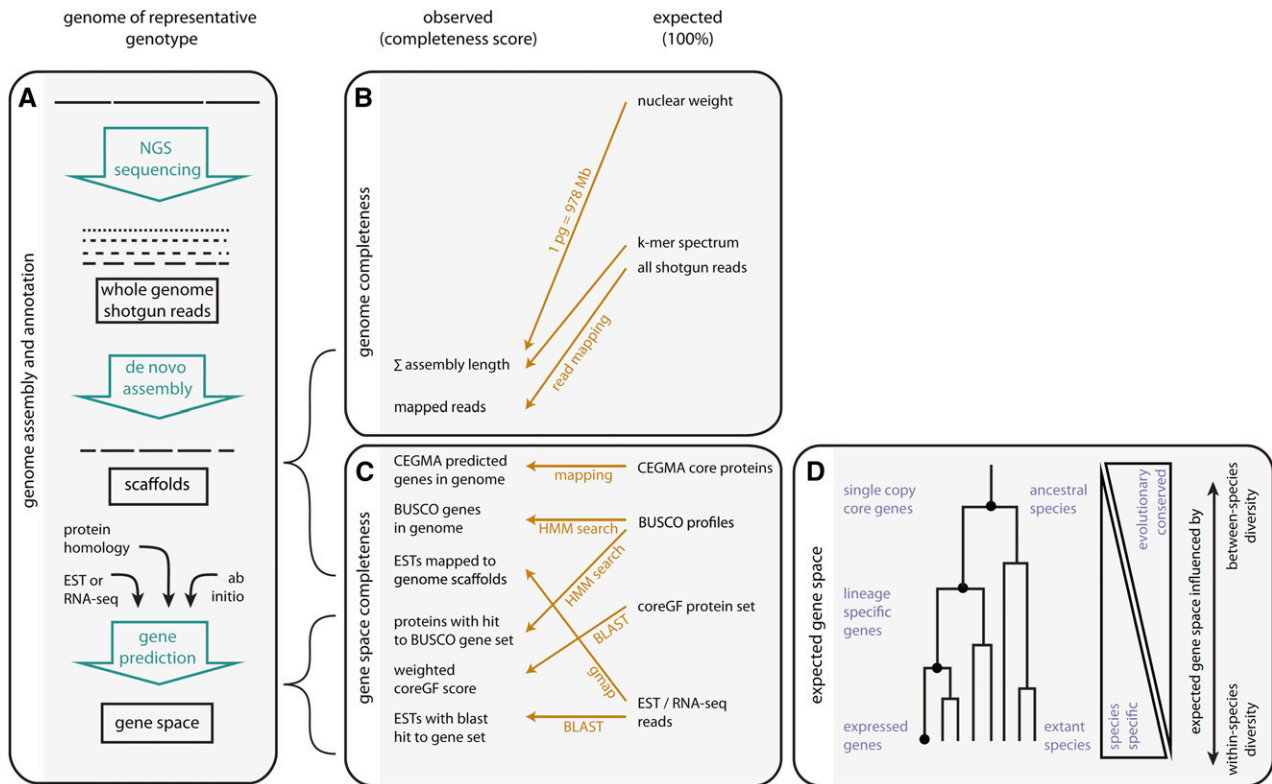 genome of representative
genotype
observed
(completeness score)
expected
(100%)
A
genome assembly and annotation
NGS
sequencing
whole genome
shotgun reads
de novo
assembly
scaffolds
protein
homology
EST or
RNA-seq
ab
initio
gene
prediction
gene space
B
genome completeness
nuclear weight
1 pg = 978 Mb
k-mer spectrum
all shotgun reads
read mapping
Σ assembly length
mapped reads
C
gene space completeness
CEGMA predicted
genes in genome
mapping
CEGMA core proteins
BUSCO genes
in genome
HMM search
BUSCO profiles
ESTs mapped to
genome scaffolds
HMM search
proteins with hit
to BUSCO gene set
coreGF protein set
BLAST
weighted
coreGF score
gmap
EST / RNA-seq
reads
ESTs with blast
hit to gene set
BLAST
D
expected gene space
single copy
core genes
ancestral
species
lineage
specific
genes
expressed
genes
extant
species
evolutionary
conserved
species
specific
expected gene space influenced by
between-species
diversity
within-species
diversity